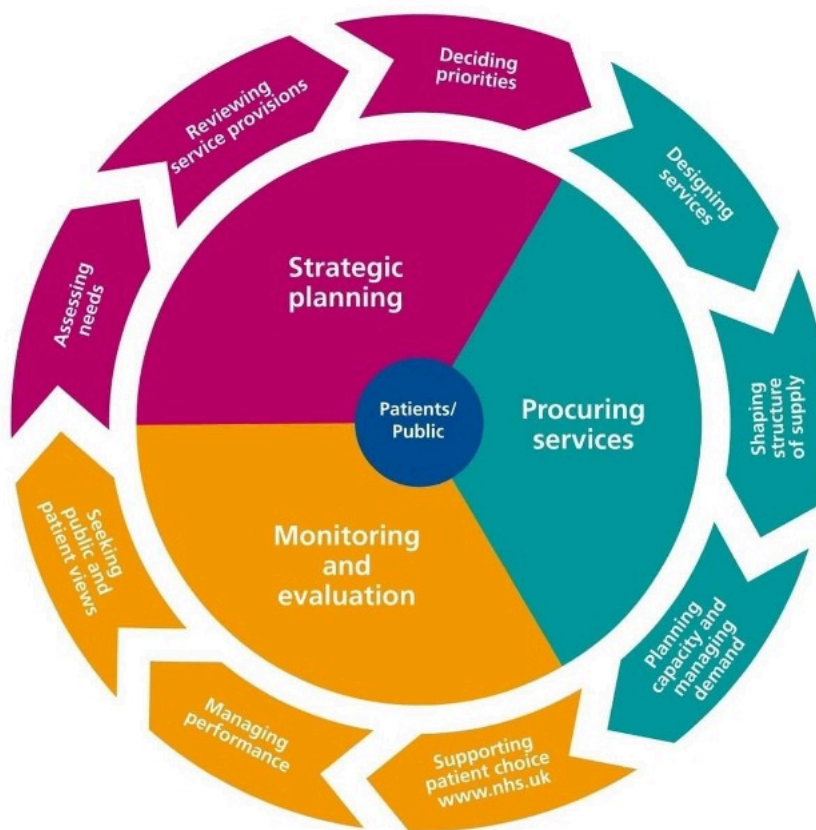 Deciding
priorities
Designing
services
Shaping
structure
of supply
Planning
capacity and
managing
demand
Supporting
patient choice
www.nhs.uk
Managing
performance
Seeking
public and
patient views
Assessing
needs
Reviewing
service provisions
Strategic
planning
Procuring
services
Monitoring
and
evaluation
Patients/
Public